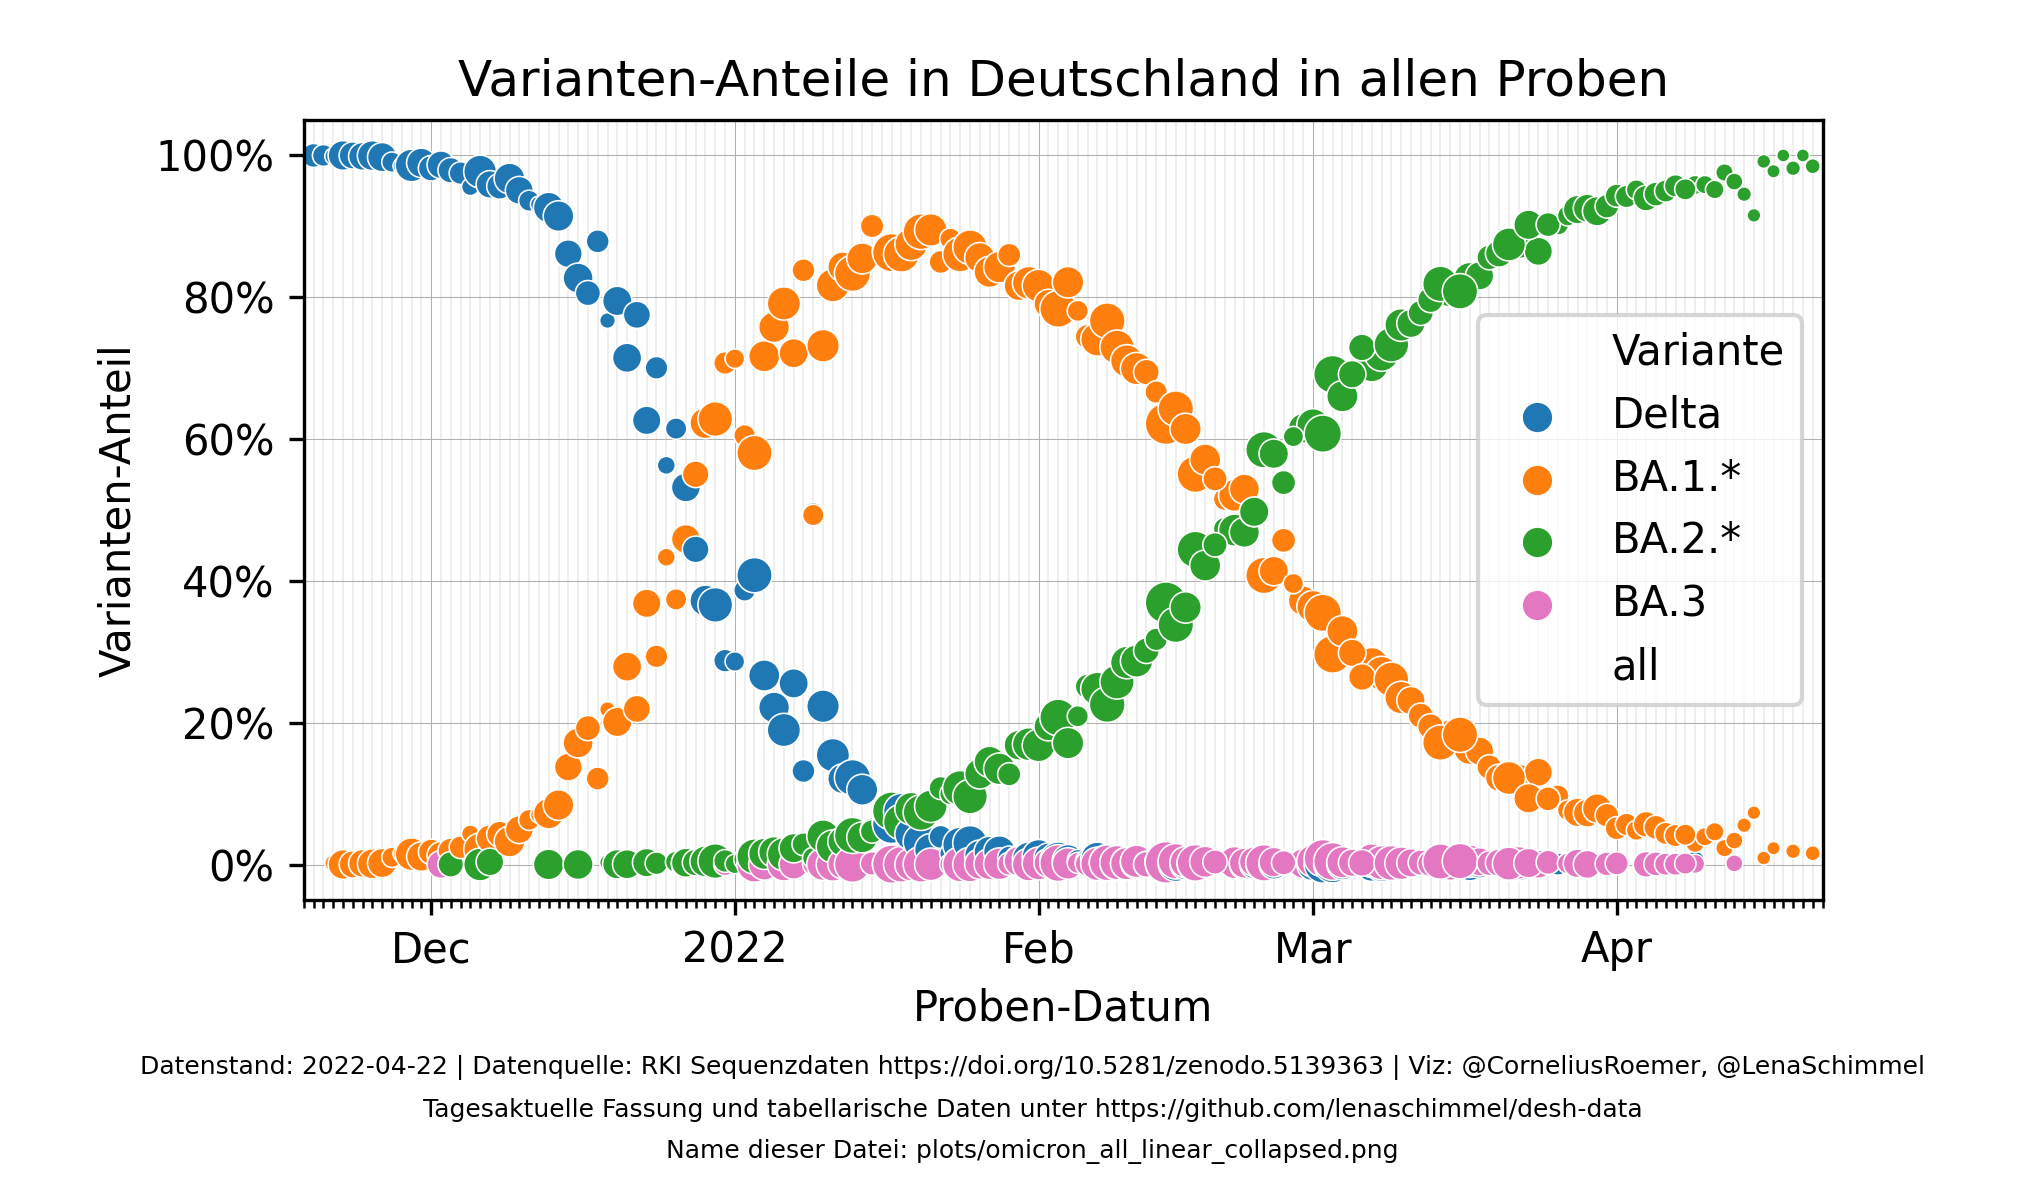 Varianten-Anteile in Deutschland in allen Proben
Varianten-Anteil
100%
80%
60%
40%
20%
0%
Variante
Delta
BA.1.*
BA.2.*
BA.3
all
Dec
2022
Feb
Mar
Apr
Proben-Datum
Datenstand: 2022-04-22 | Datenquelle: RKI Sequenzdaten https://doi.org/10.5281/zenodo.5139363 | Viz: @CorneliusRoemer, @LenaSchimmel
Tagesaktuelle Fassung und tabellarische Daten unter https://github.com/lenaschimmel/desh-data
Name dieser Datei: plots/omicron_all_linear_collapsed.png